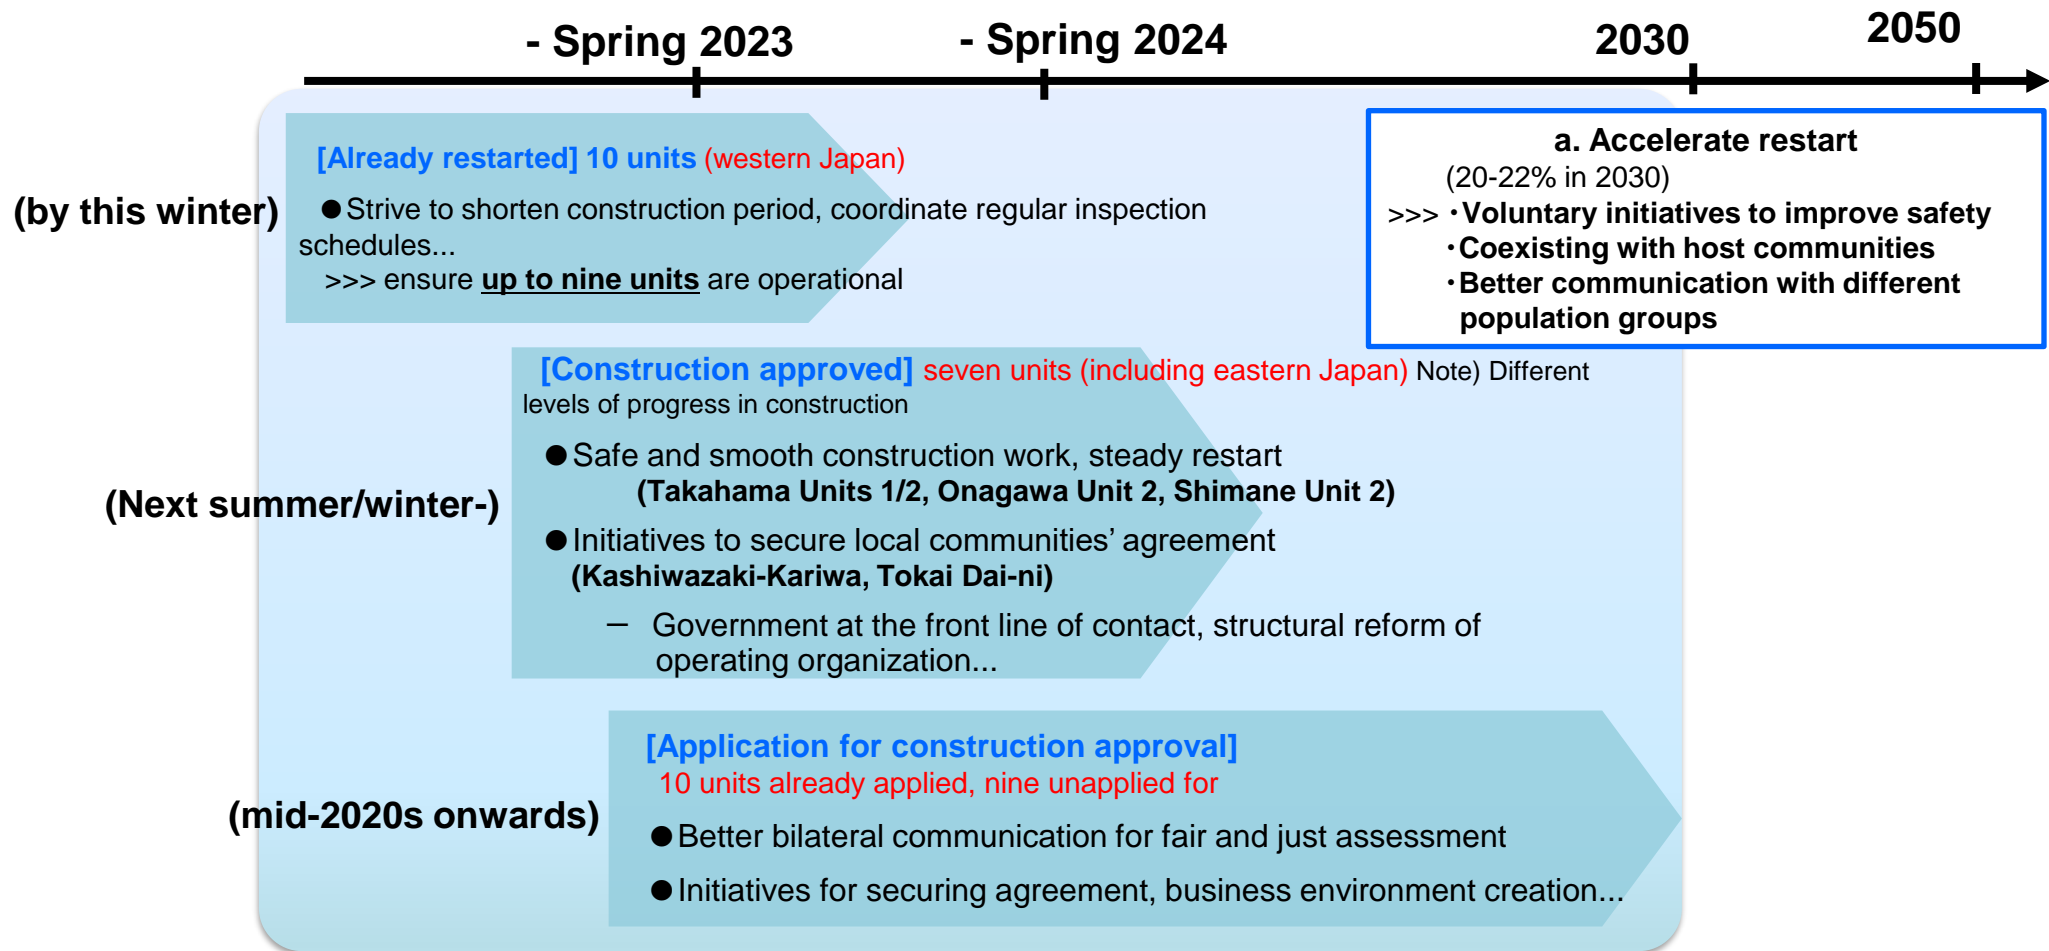 - Spring 2023
- Spring 2024
2030
2050
(by this winter)
[Already restarted] 10 units (western Japan)
●Strive to shorten construction period, coordinate regular inspection
schedules...
>>> ensure up to nine units are operational
a. Accelerate restart
(20-22% in 2030)
>>> ・Voluntary initiatives to improve safety
・Coexisting with host communities
・Better communication with different
population groups
(Next summer/winter-)
[Construction approved] seven units (including eastern Japan) Note) Different
levels of progress in construction
●Safe and smooth construction work, steady restart
(Takahama Units 1/2, Onagawa Unit 2, Shimane Unit 2)
●Initiatives to secure local communities’ agreement
(Kashiwazaki-Kariwa, Tokai Dai-ni)
― Government at the front line of contact, structural reform of
operating organization...
(mid-2020s onwards)
[Application for construction approval]
10 units already applied, nine unapplied for
●Better bilateral communication for fair and just assessment
●Initiatives for securing agreement, business environment creation...